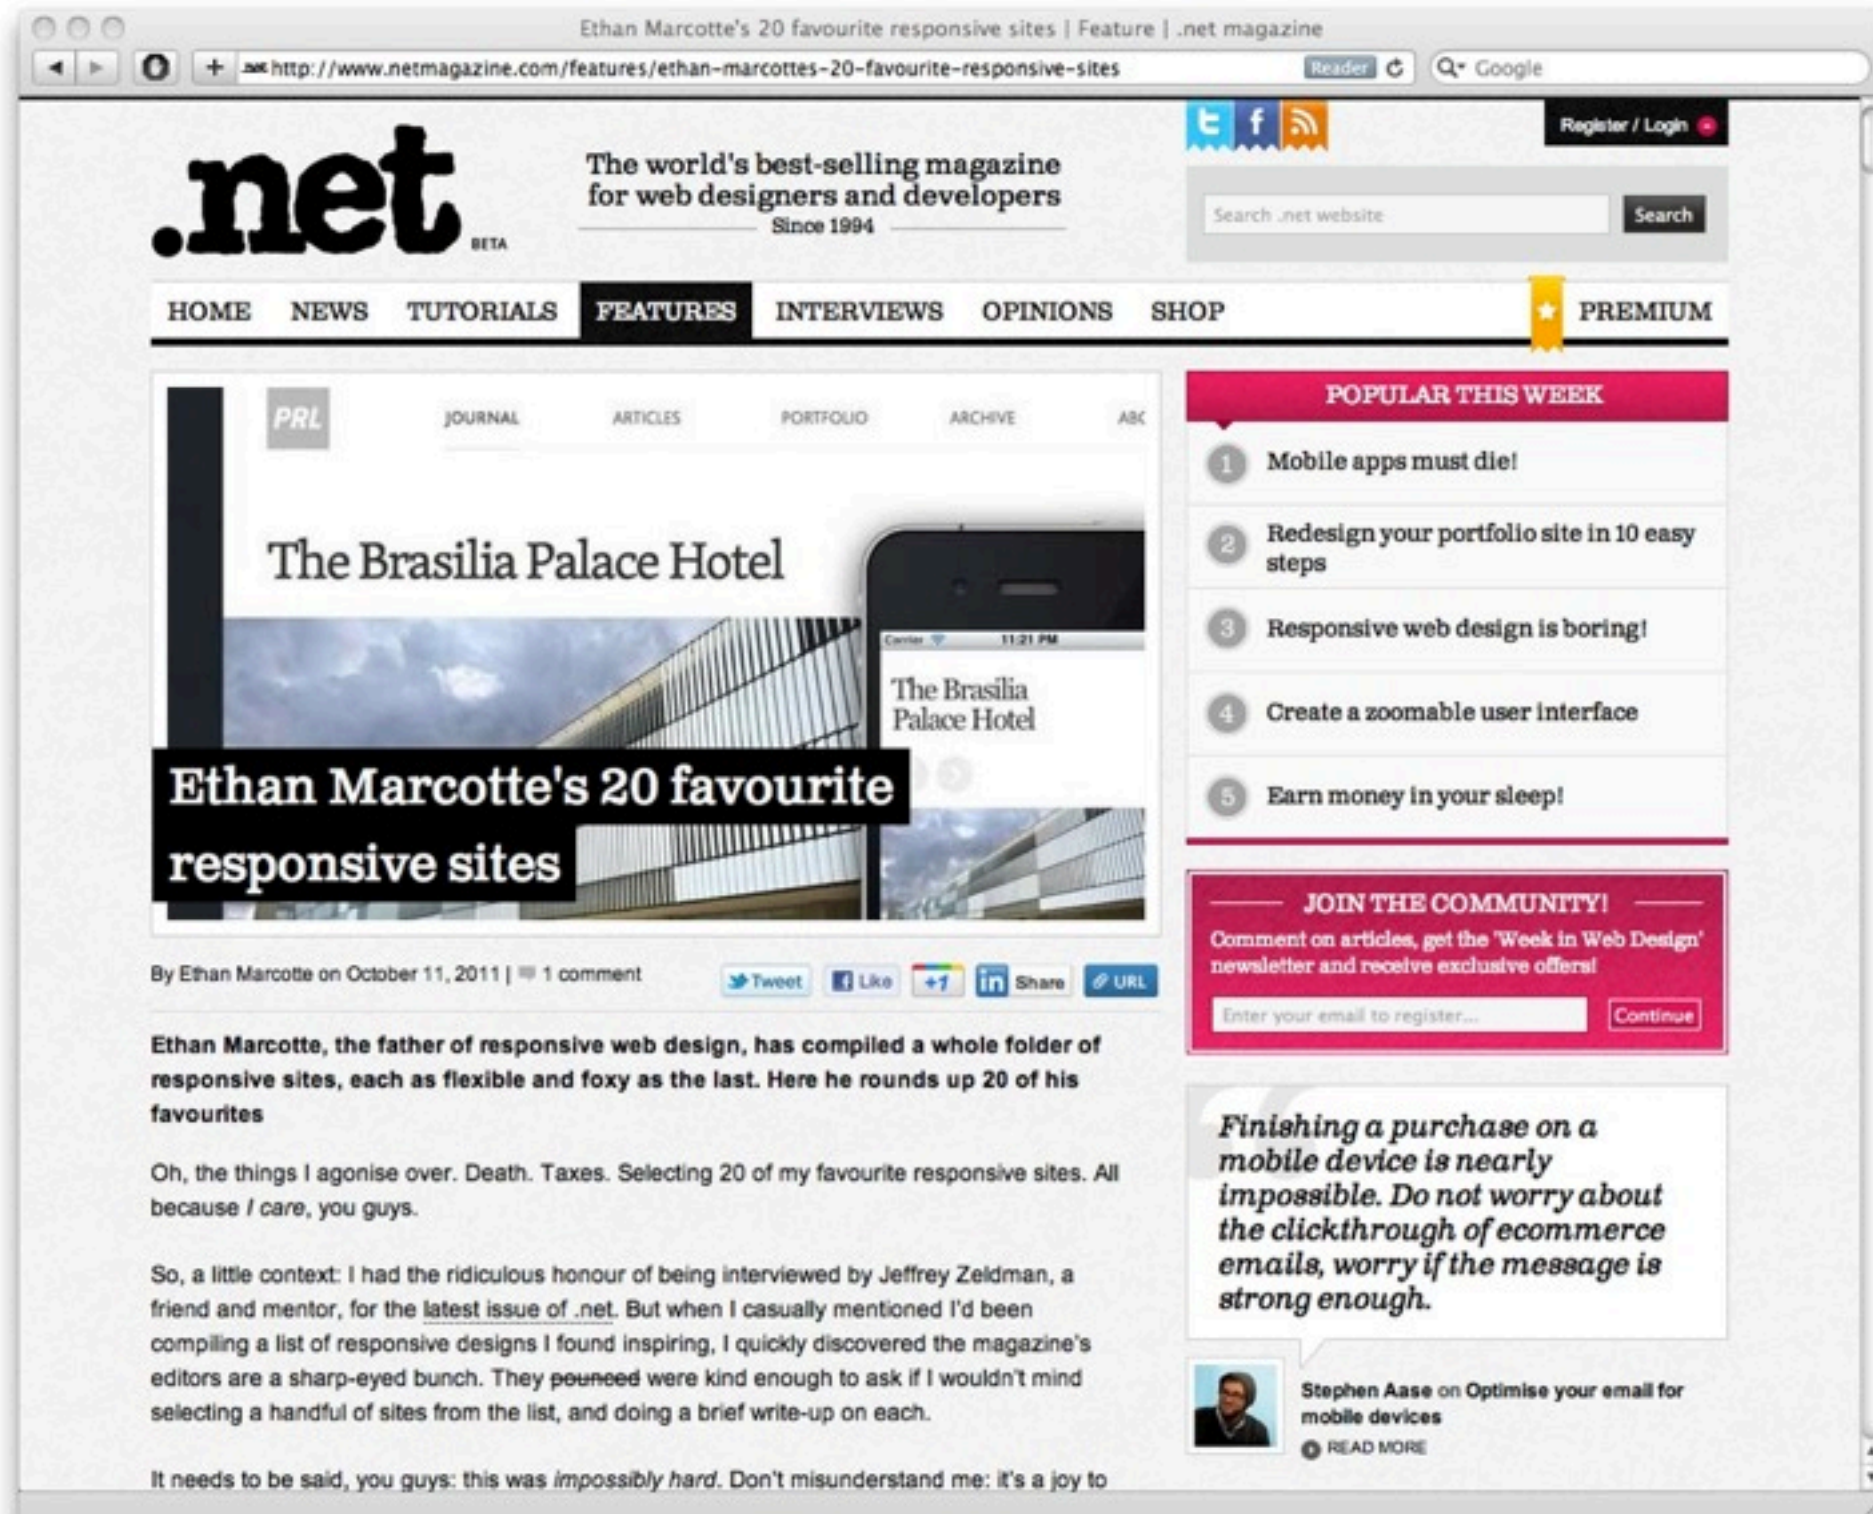 Ethan Marcotte's 20 favourite responsive sites | Feature | .net magazine
.net http://www.netmagazine.com/features/ethan-marcottes-20-favourite-responsive-sites
Reader
Google
.net
BETA
The world's best-selling magazine
for web designers and developers
Since 1994
Register / Login
Search .net website
Search
HOME NEWS TUTORIALS FEATURES INTERVIEWS OPINIONS SHOP PREMIUM
PRL JOURNAL ARTICLES PORTFOLIO ARCHIVE ABC
The Brasilia Palace Hotel
Carrier 11:21 PM
The Brasilia
Palace Hotel
Ethan Marcotte's 20 favourite
responsive sites
By Ethan Marcotte on October 11, 2011 | 1 comment
Tweet Like +1 in Share URL
Ethan Marcotte, the father of responsive web design, has compiled a whole folder of
responsive sites, each as flexible and foxy as the last. Here he rounds up 20 of his
favourites
Oh, the things I agonise over. Death. Taxes. Selecting 20 of my favourite responsive sites. All
because I care, you guys.
So, a little context: I had the ridiculous honour of being interviewed by Jeffrey Zeldman, a
friend and mentor, for the latest issue of .net. But when I casually mentioned I'd been
compiling a list of responsive designs I found inspiring, I quickly discovered the magazine's
editors are a sharp-eyed bunch. They pounced were kind enough to ask if I wouldn't mind
selecting a handful of sites from the list, and doing a brief write-up on each.
It needs to be said, you guys: this was impossibly hard. Don't misunderstand me: it's a joy to
POPULAR THIS WEEK
1 Mobile apps must die!
2 Redesign your portfolio site in 10 easy
steps
3 Responsive web design is boring!
4 Create a zoomable user interface
5 Earn money in your sleep!
JOIN THE COMMUNITY!
Comment on articles, get the 'Week in Web Design'
newsletter and receive exclusive offers!
Enter your email to register...
Continue
Finishing a purchase on a
mobile device is nearly
impossible. Do not worry about
the clickthrough of ecommerce
emails, worry if the message is
strong enough.
Stephen Aase on Optimise your email for
mobile devices
READ MORE